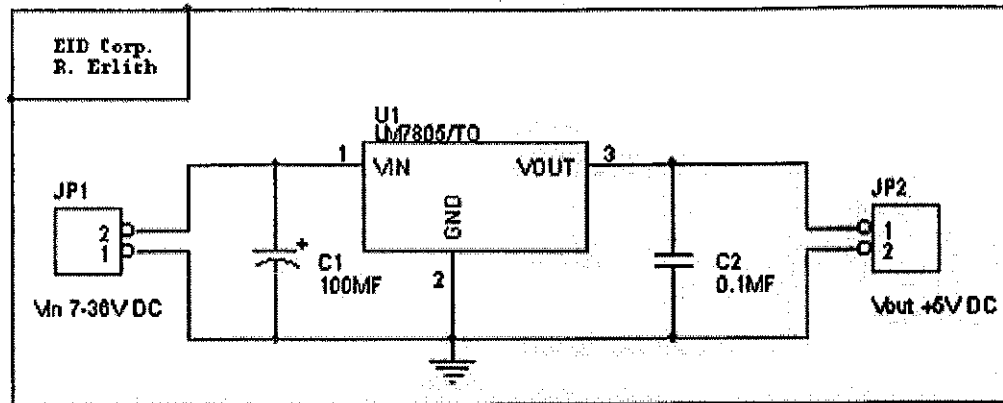 EID Corp.
R. Erlich
U1
LM7805/TO
1
VIN
VOUT
3
GND
2
JP1
2
1
Vin 7-36V DC
+
C1
100MF
C2
0.1MF
JP2
1
2
Vout +5V DC